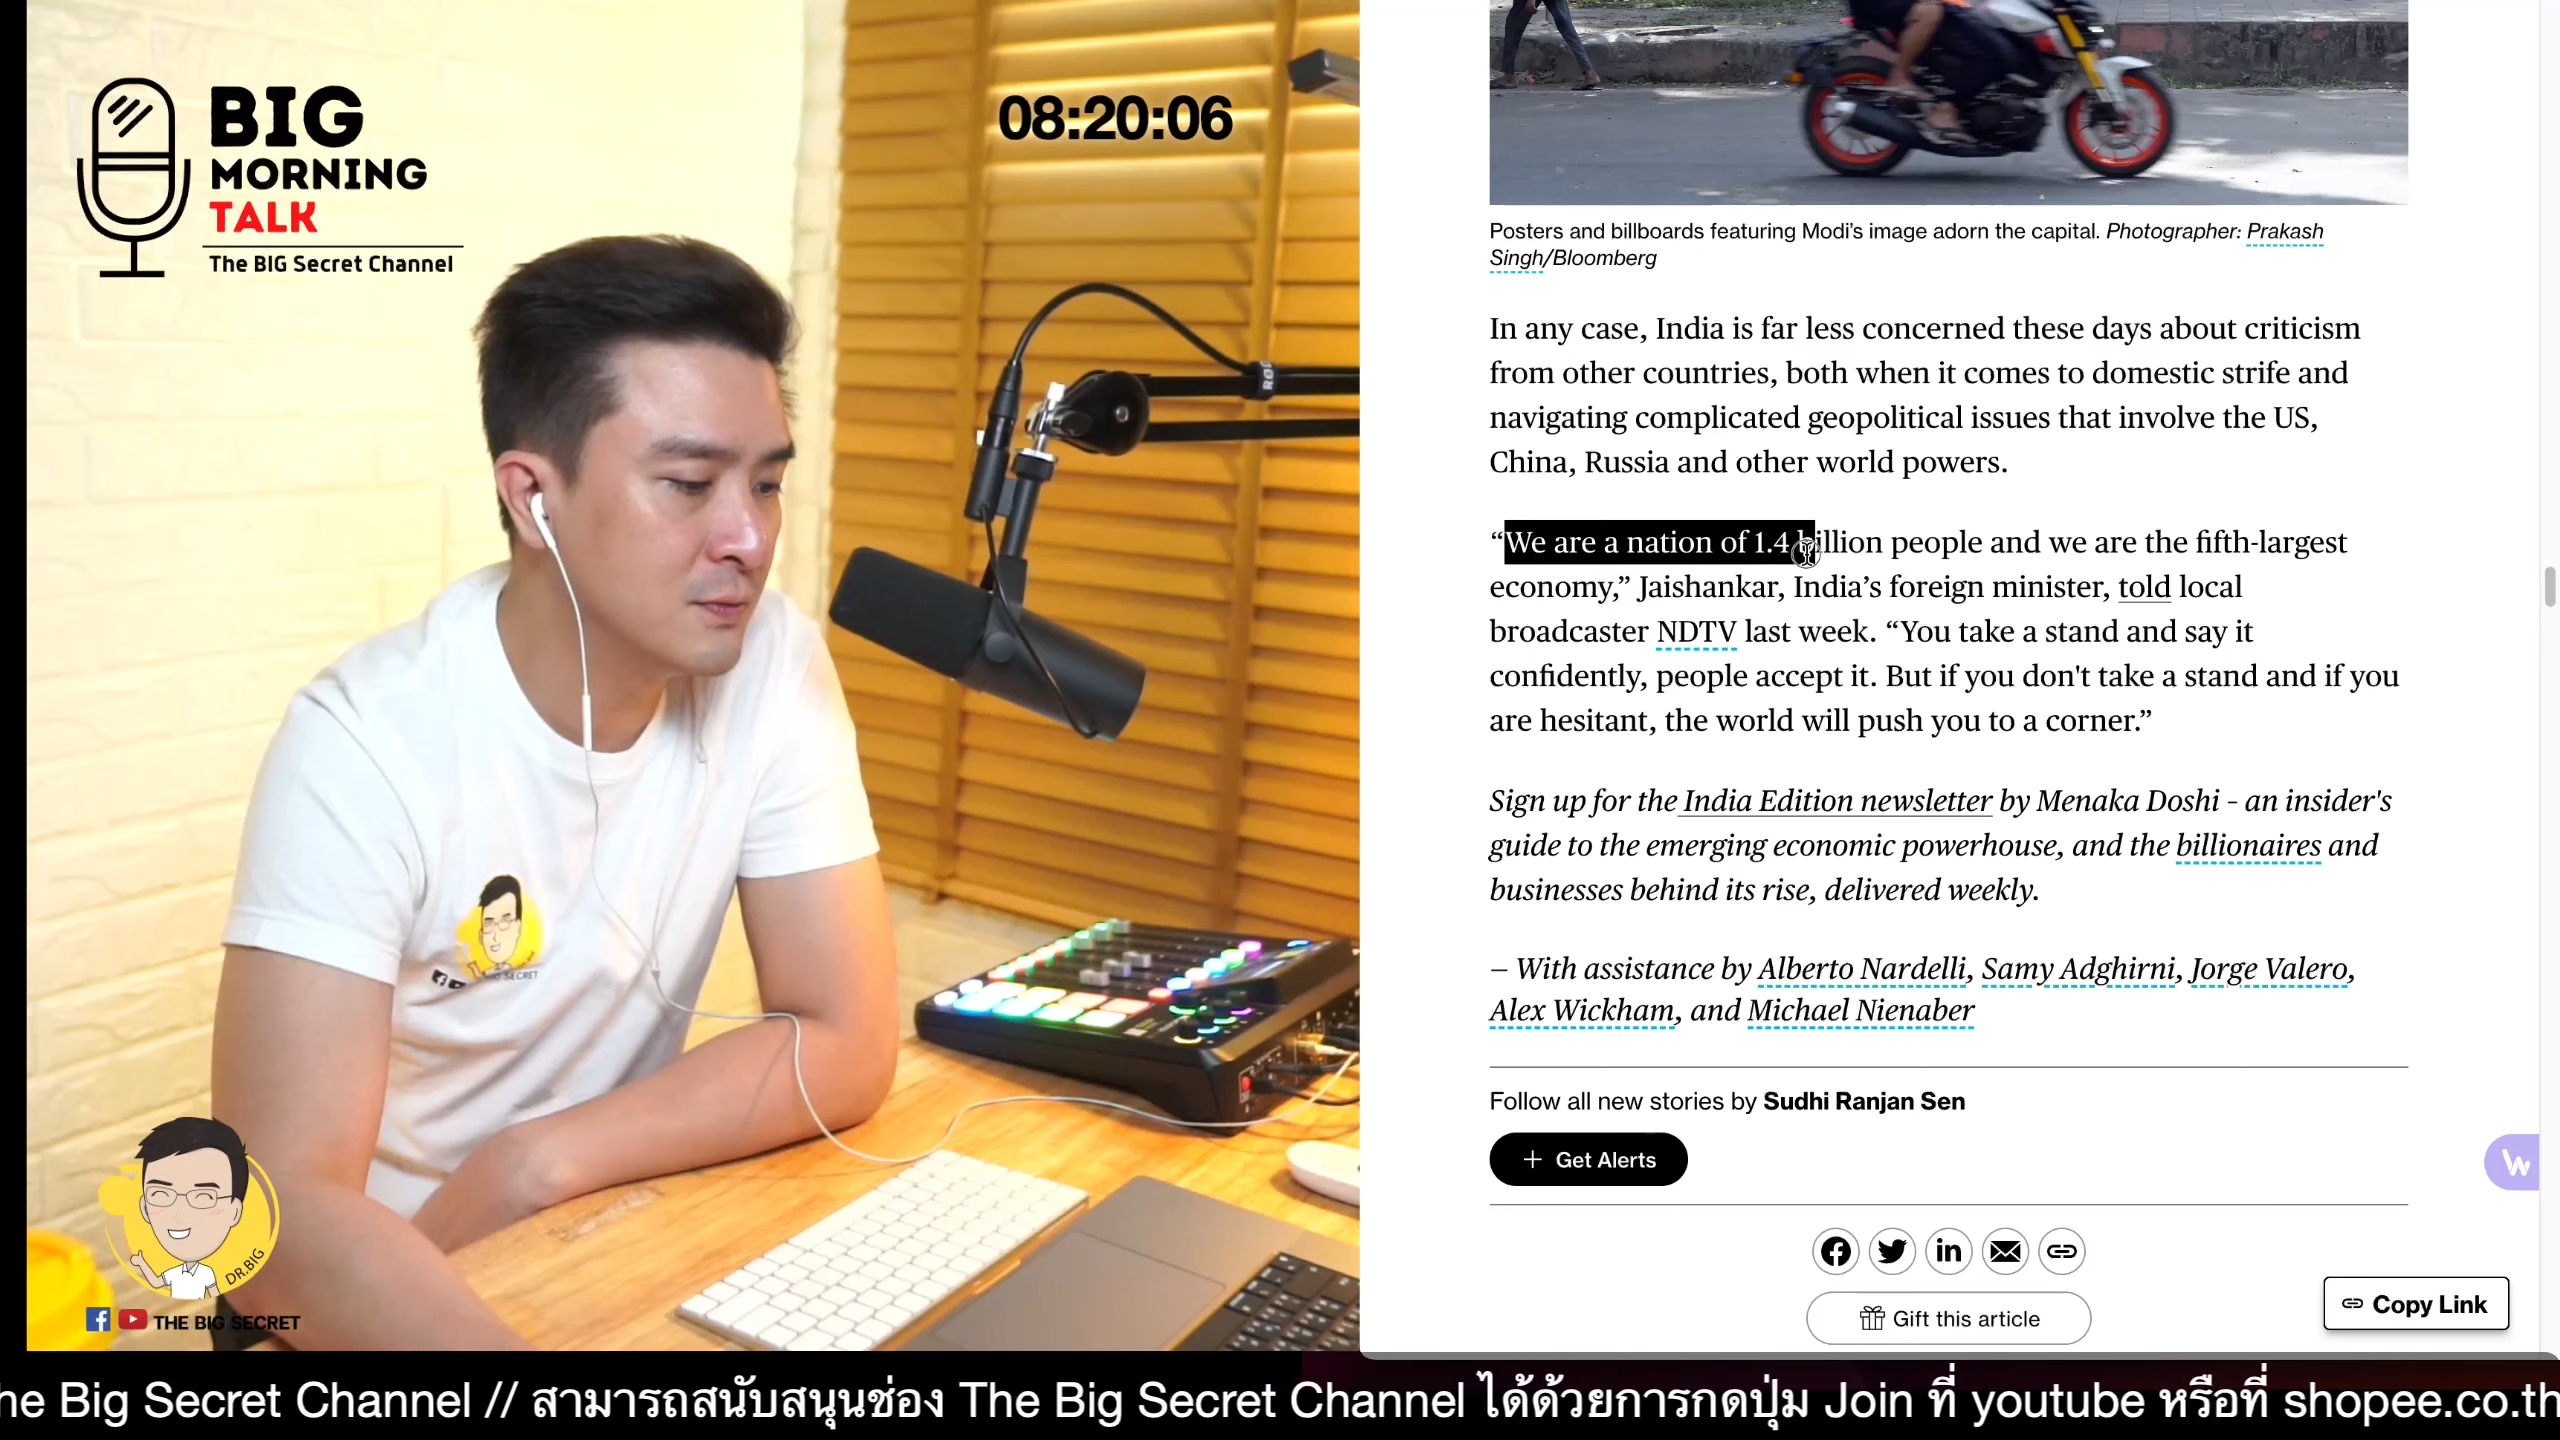 BIG
MORNING
TALK
The BIG Secret Channel
08:20:06
RØ
DR.BIG
THE BIG SECRET
Posters and billboards featuring Modi’s image adorn the capital. Photographer: Prakash
Singh/Bloomberg
In any case, India is far less concerned these days about criticism
from other countries, both when it comes to domestic strife and
navigating complicated geopolitical issues that involve the US,
China, Russia and other world powers.
“We are a nation of 1.4 billion people and we are the fifth-largest
economy,” Jaishankar, India’s foreign minister, told local
broadcaster NDTV last week. “You take a stand and say it
confidently, people accept it. But if you don't take a stand and if you
are hesitant, the world will push you to a corner.”
Sign up for the India Edition newsletter by Menaka Doshi - an insider's
guide to the emerging economic powerhouse, and the billionaires and
businesses behind its rise, delivered weekly.
— With assistance by Alberto Nardelli, Samy Adghirni, Jorge Valero,
Alex Wickham, and Michael Nienaber
Follow all new stories by Sudhi Ranjan Sen
+ Get Alerts
Gift this article
Copy Link
he Big Secret Channel // สามารถสนับสนุนช่อง The Big Secret Channel ได้ด้วยการกดปุ่ม Join ที่ youtube หรือที่ shopee.co.th